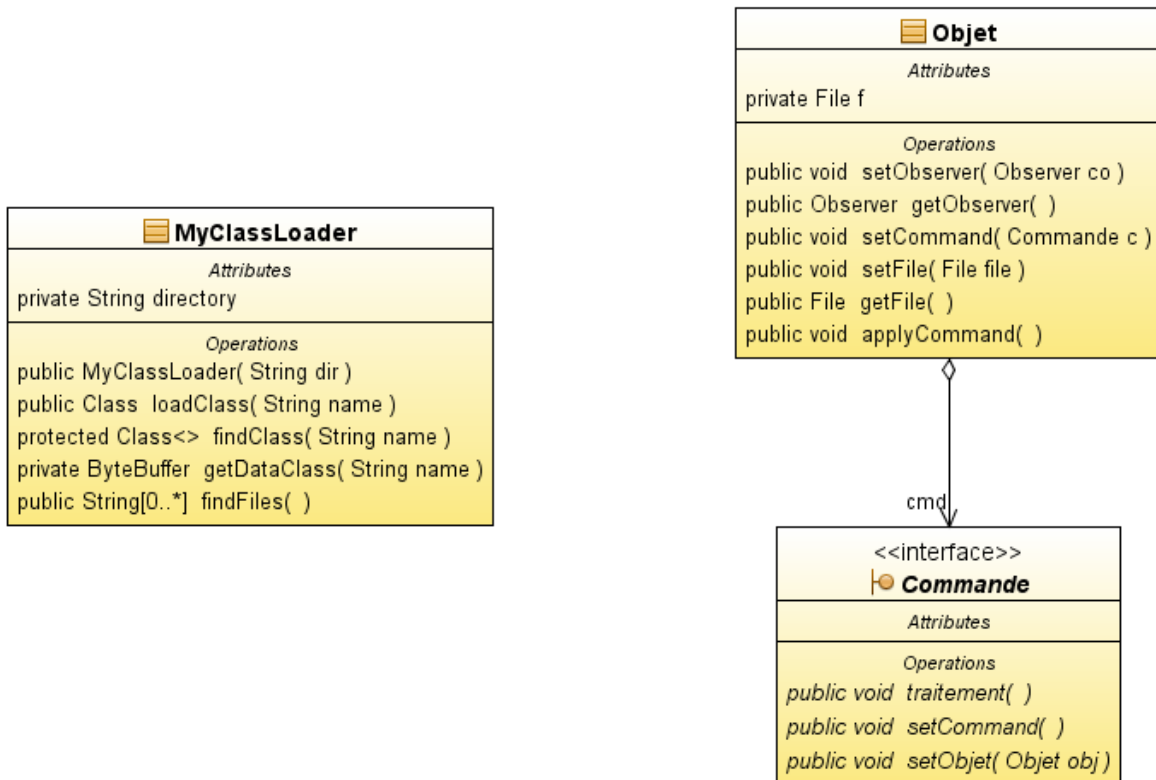 MyClassLoader
Attributes
private String directory
Operations
public MyClassLoader( String dir )
public Class loadClass( String name )
protected Class<> findClass( String name )
private ByteBuffer getDataClass( String name )
public String[0..*] findFiles( )
Objet
Attributes
private File f
Operations
public void setObserver( Observer co )
public Observer getObserver( )
public void setCommand( Commande c )
public void setFile( File file )
public File getFile( )
public void applyCommand( )
cmd
<<interface>>
Commande
Attributes
Operations
public void traitement( )
public void setCommand( )
public void setObjet( Objet obj )